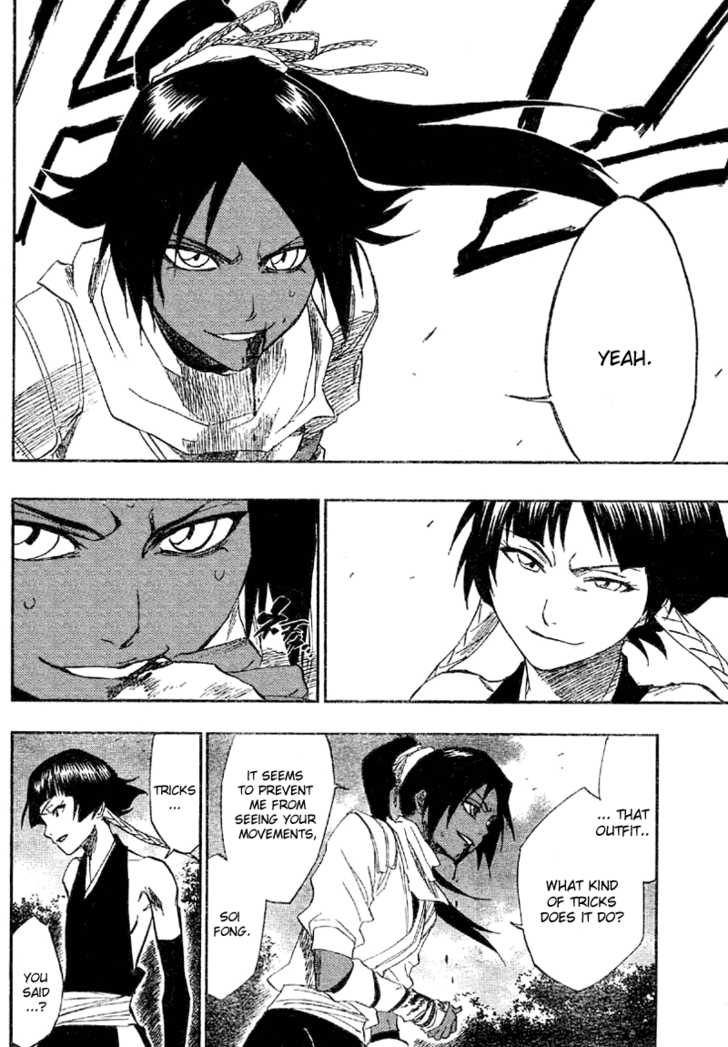 YEAH.
... THAT
OUTFIT..
WHAT KIND
OF TRICKS
DOES IT DO?
IT SEEMS
TO PREVENT
ME FROM
SEEING YOUR
MOVEMENTS,
SOI
FONG.
TRICKS
...
YOU
SAID
...?